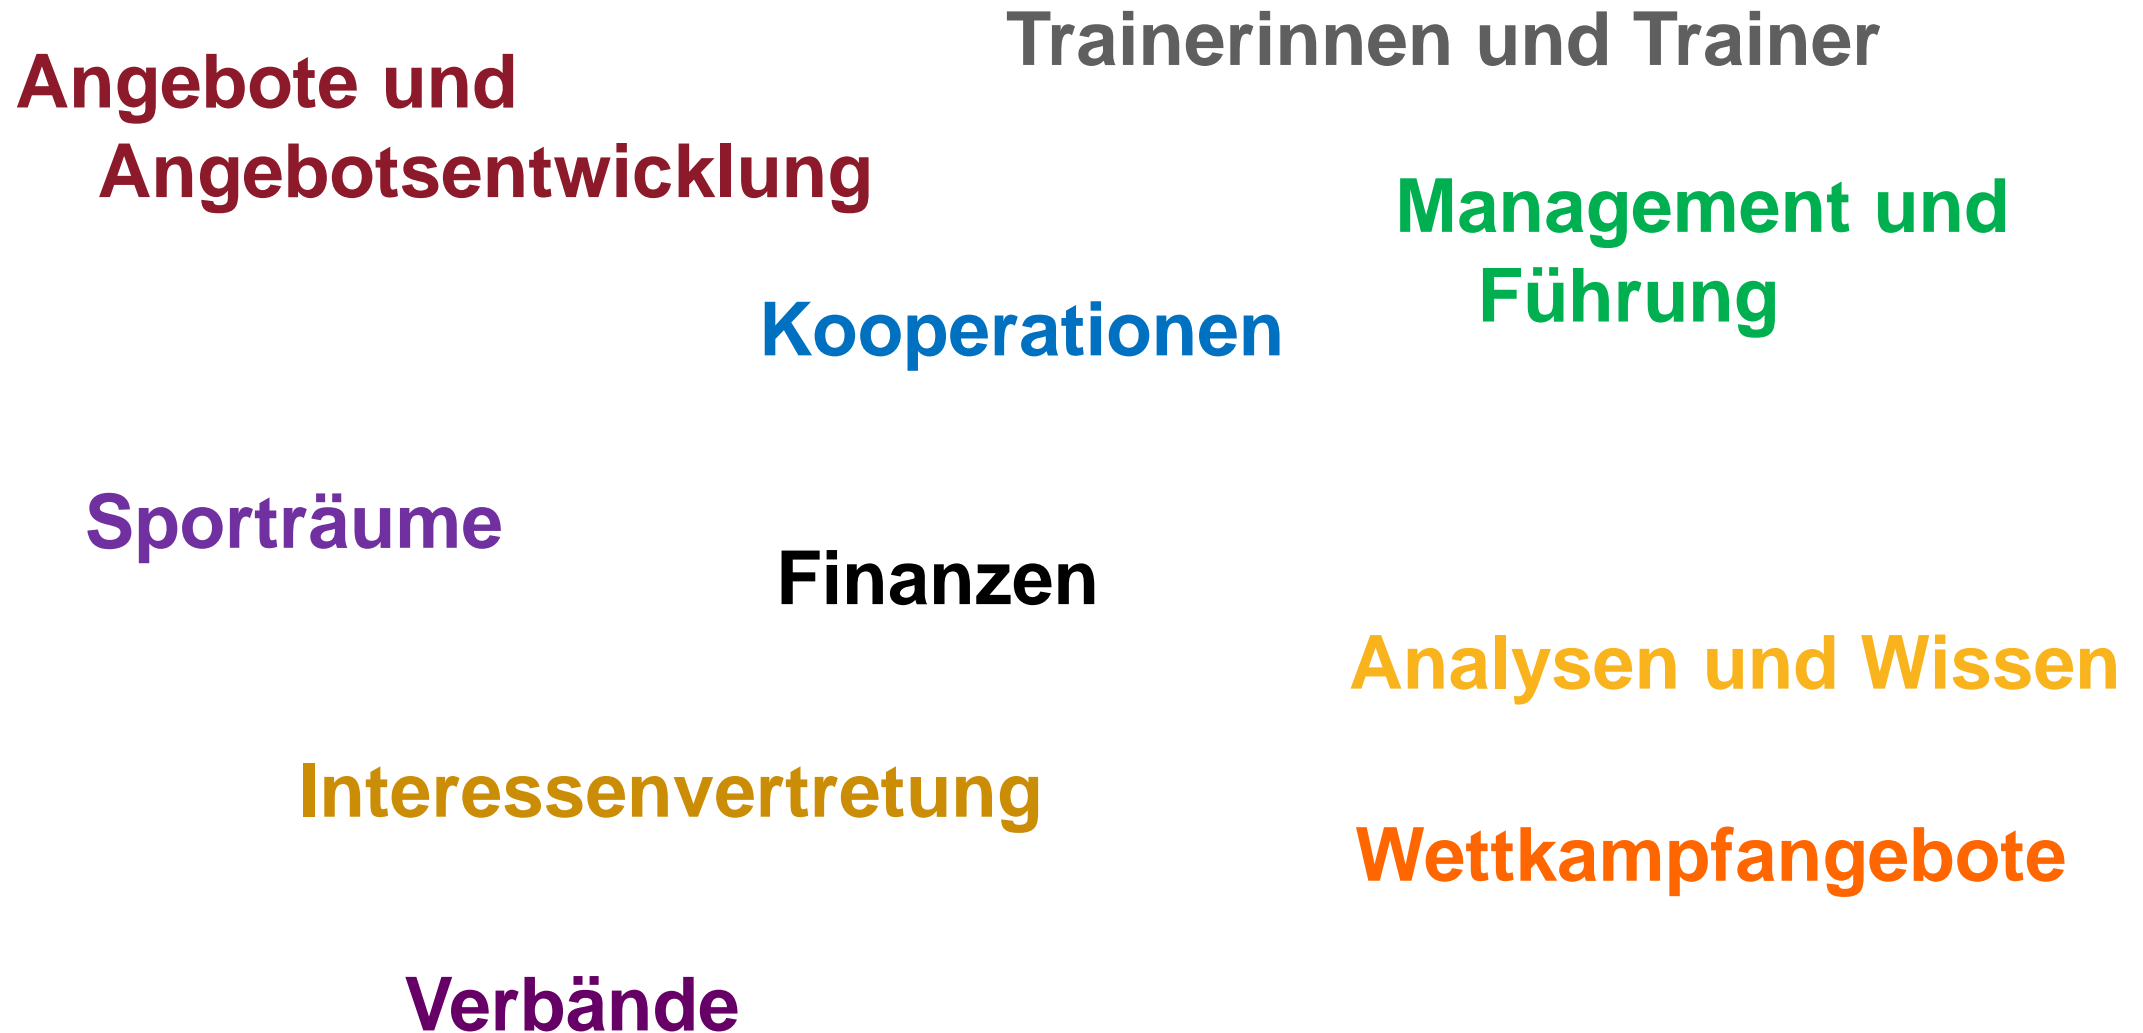 Trainerinnen und Trainer
Angebote und
Angebotsentwicklung
Management und
Führung
Kooperationen
Sporträume
Finanzen
Analysen und Wissen
Interessenvertretung
Wettkampfangebote
Verbände